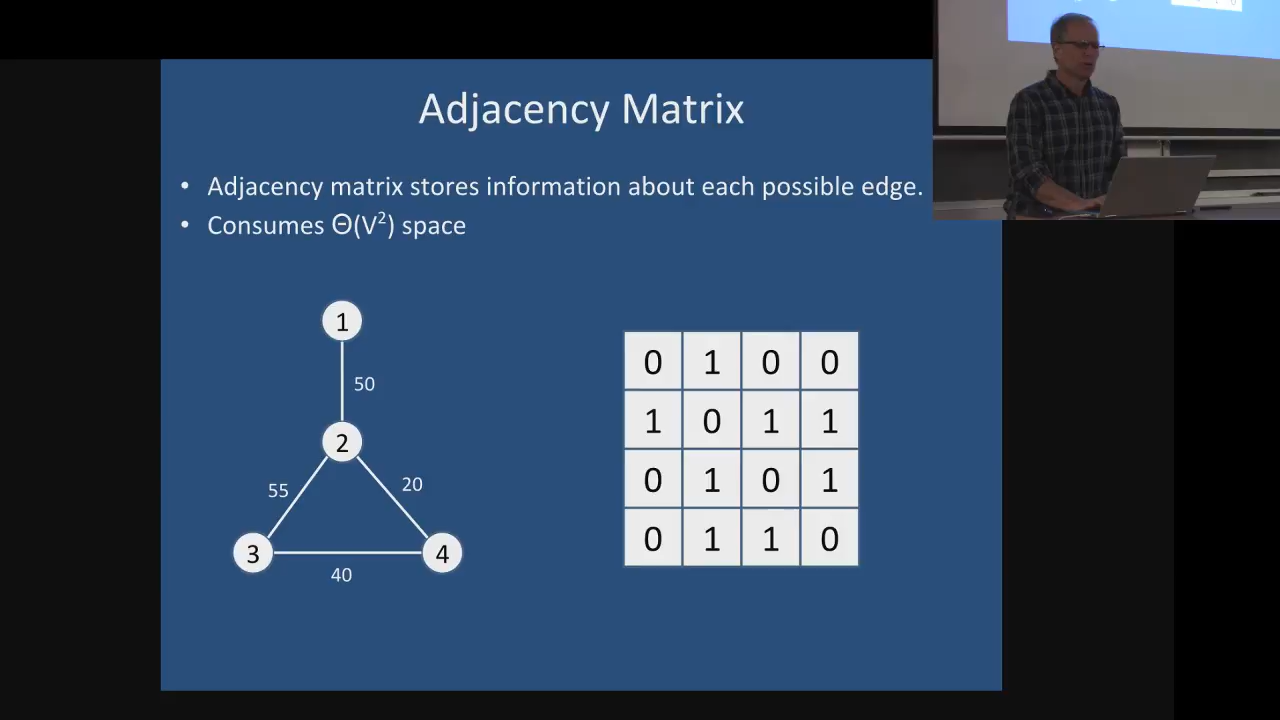 Adjacency Matrix
• Adjacency matrix stores information about each possible edge.
• Consumes Θ(V²) space
1
50
2
55
20
3
4
40
0 1 0 0
1 0 1 1
0 1 0 1
0 1 1 0